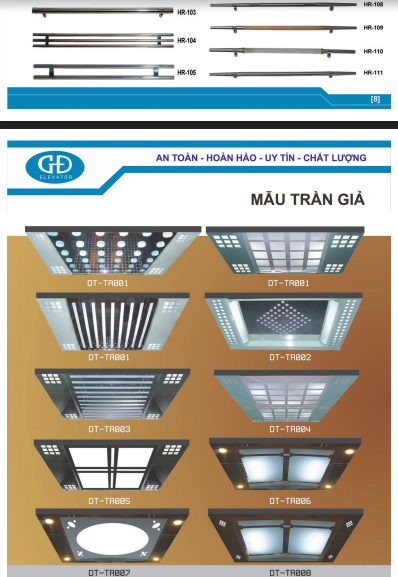 HR-103
HR-108
HR-104
HR-109
HR-105
HR-110
HR-111
[8]
GHD
ELEVATOR
AN TOÀN - HOÀN HẢO - UY TÍN - CHẤT LƯỢNG
MẪU TRẦN GIẢ
DT-TR001
DT-TR001
DT-TR001
DT-TR002
DT-TR003
DT-TR004
DT-TR005
DT-TR006
DT-TR007
DT-TR008